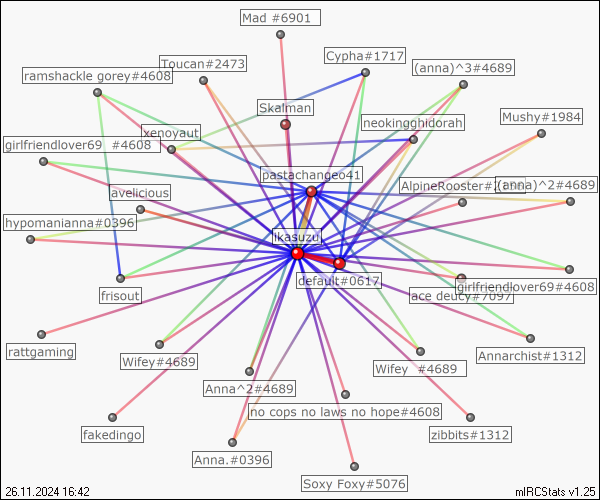 Mad #6901
Cypha#1717
Toucan#2473
(anna)^3#4689
ramshackle gorey#4608
Skalman
Mushy#1984
neokingghidorah
xenoyaut
girlfriendlover69 #4608
pastachange41
AlpineRooster#
(anna)^2#4689
avelicious
hypomanianna#0396
ikasuzu
default#0617
girlfriendlover69#4608
frisout
ace deucy#7097
rattgaming
Wifey#4689
Annarchist#1312
Wifey #4689
Anna^2#4689
no cops no laws no hope#4608
fakedingo
zibbits#1312
Anna.#0396
Soxy Foxy#5076
26.11.2024 16:42
mIRCStats v1.25